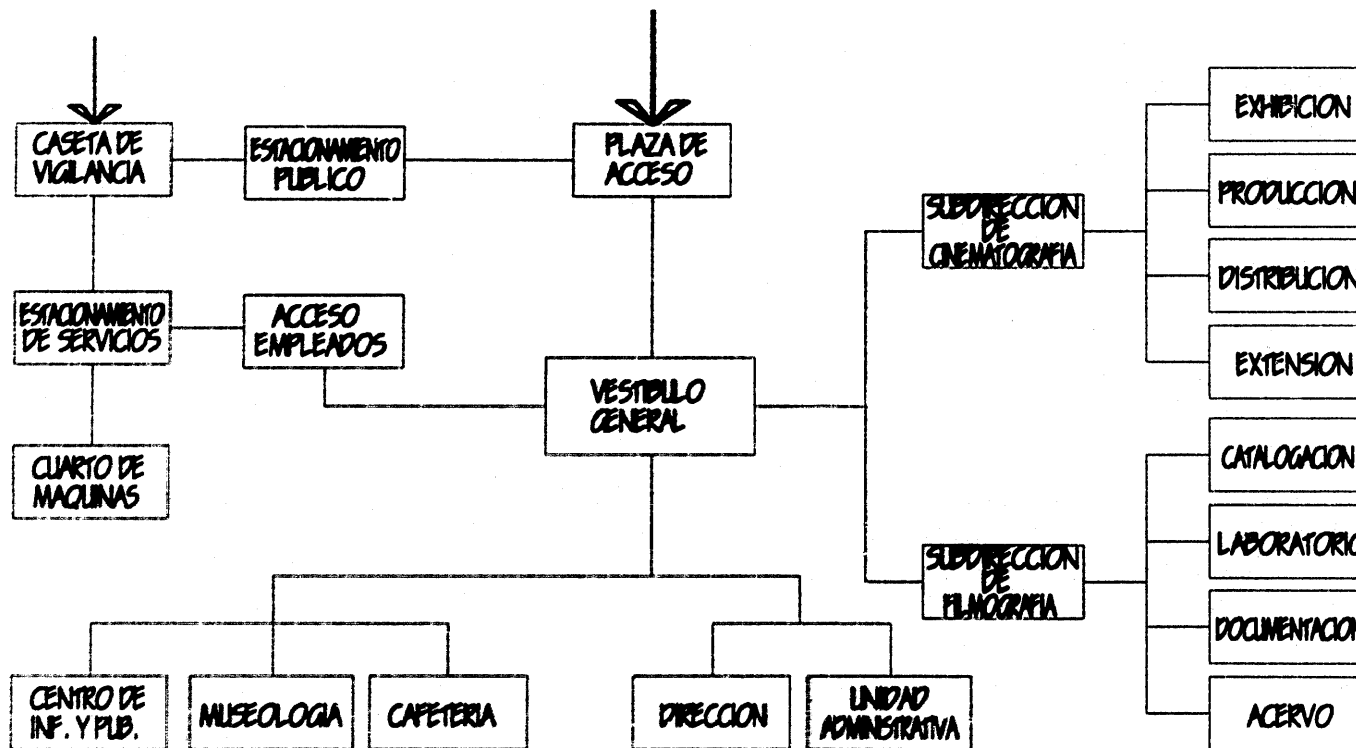 CASETA DE
VIGILANCIA
ESTACIONAMIENTO
PUBLICO
PLAZA DE
ACCESO
ESTACIONAMIENTO
DE SERVICIOS
ACCESO
EMPLEADOS
VESTIBULO
GENERAL
CUARTO DE
MAQUINAS
SUBDIRECCION
DE
CINEMATOGRAFIA
EXHIBICION
PRODUCCION
DISTRIBUCION
EXTENSION
SUBDIRECCION
DE
FILMOGRAFIA
CATALOGACION
LABORATORIO
DOCUMENTACION
ACERVO
CENTRO DE
INF. Y PUB.
MUSEOLOGIA
CAFETERIA
DIRECCION
UNIDAD
ADMINISTRATIVA